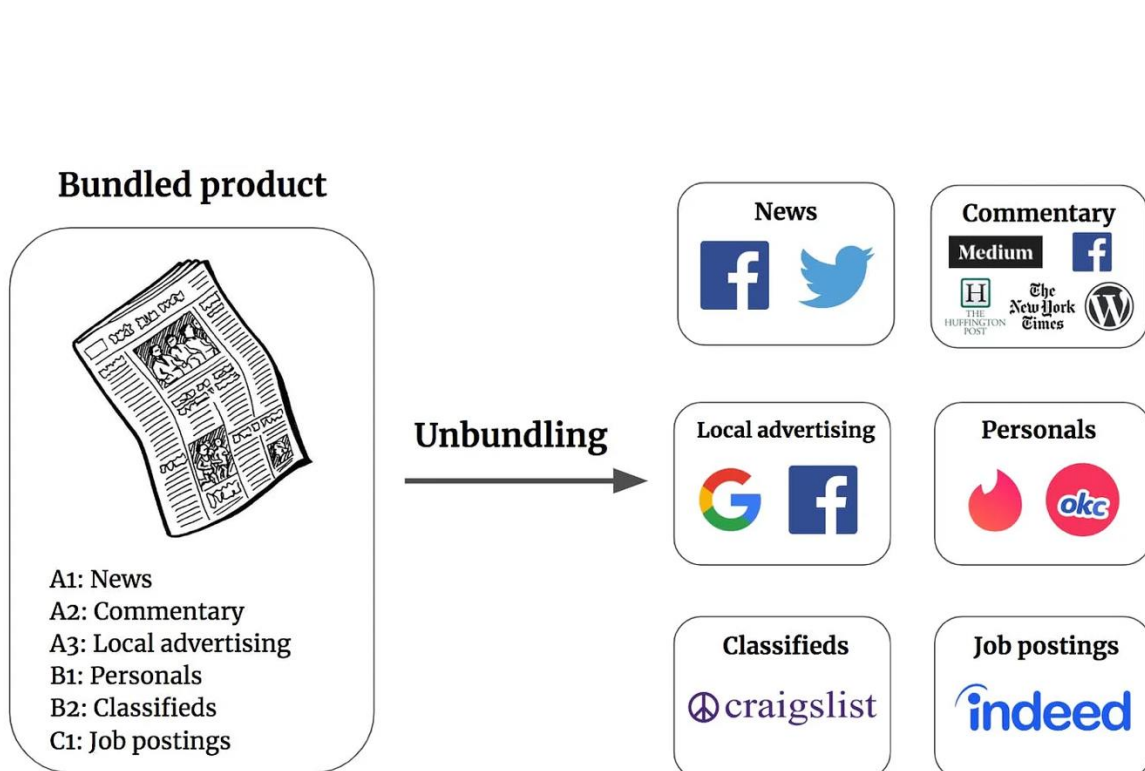 Bundled product
A1: News
A2: Commentary
A3: Local advertising
B1: Personals
B2: Classifieds
C1: Job postings
Unbundling
News
f
Commentary
Medium
f
H
THE
HUFFINGTON
POST
The
New York
Times
W
Local advertising
G
f
Personals
okc
Classifieds
craigslist
Job postings
indeed